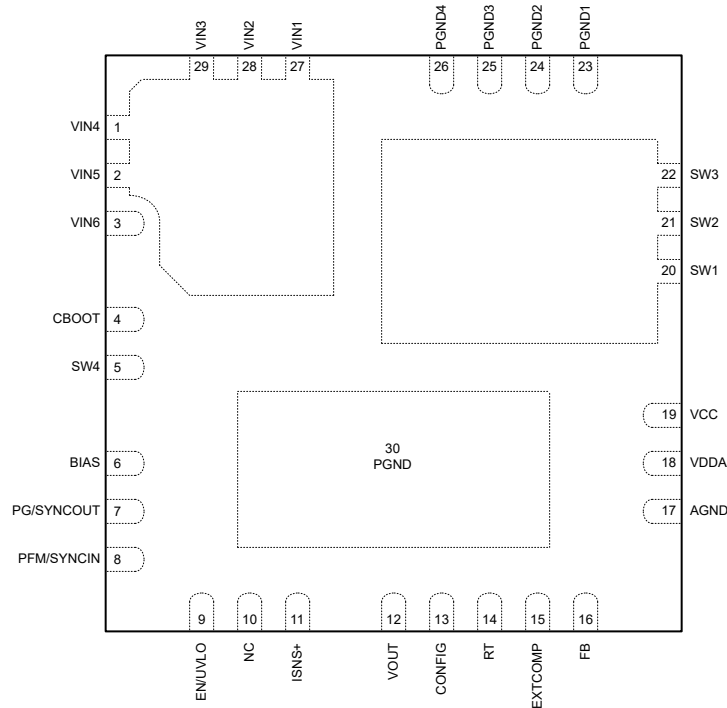 VIN3
VIN2
VIN1
PGND4
PGND3
PGND2
PGND1
29
28
27
26
25
24
23
VIN4 1
VIN5 2
VIN6 3
CBOOT 4
SW4 5
BIAS 6
PG/SYNCOUT 7
PFM/SYNCIN 8
22 SW3
21 SW2
20 SW1
19 VCC
18 VDDA
17 AGND
30
PGND
9
10
11
12
13
14
15
16
EN/UVLO
NC
ISNS+
VOUT
CONFIG
RT
EXTCOMP
FB